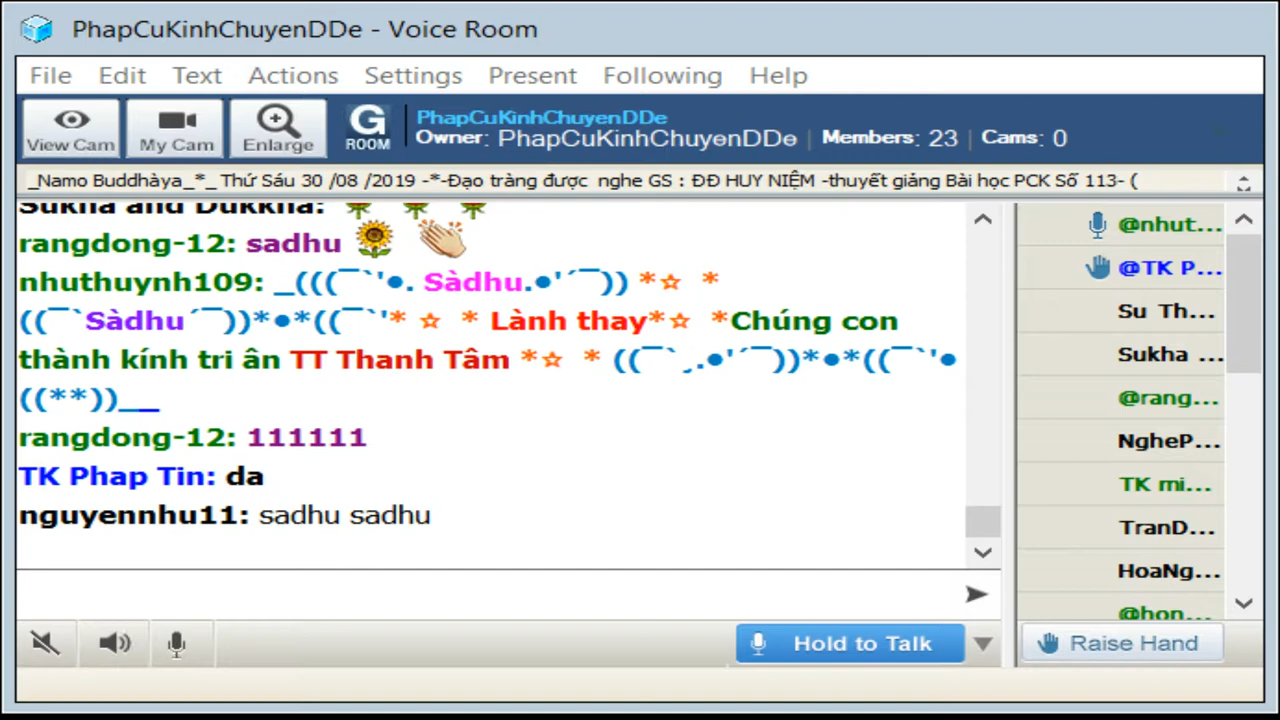 PhapCuKinhChuyenDDe - Voice Room
File Edit Text Actions Settings Present Following Help
View Cam My Cam Enlarge G ROOM
PhapCuKinhChuyenDDe
Owner: PhapCuKinhChuyenDDe | Members: 23 | Cams: 0
_Namo Buddhàya_*_ Thứ Sáu 30 /08 /2019 -*-Đạo tràng được nghe GS : ĐĐ HUY NIỆM -thuyết giảng Bài học PCK Số 113- (
Sukha and Dukkha:
rangdong-12: sadhu
nhuthuynh109: _(((¯`'•. Sàdhu.•'´¯)) *☆ *
((¯`Sàdhu´¯))*•*((¯`'* ☆ * Lành thay*☆ *Chúng con
thành kính tri ân TT Thanh Tâm *☆ * ((¯`¸.•'´¯))*•*((¯`'•
((**))__
rangdong-12: 111111
TK Phap Tin: da
nguyennhu11: sadhu sadhu
@nhut...
@TK P...
Su Th...
Sukha ...
@rang...
NgheP...
TK mi...
TranD...
HoaNg...
@hon...
Hold to Talk
Raise Hand